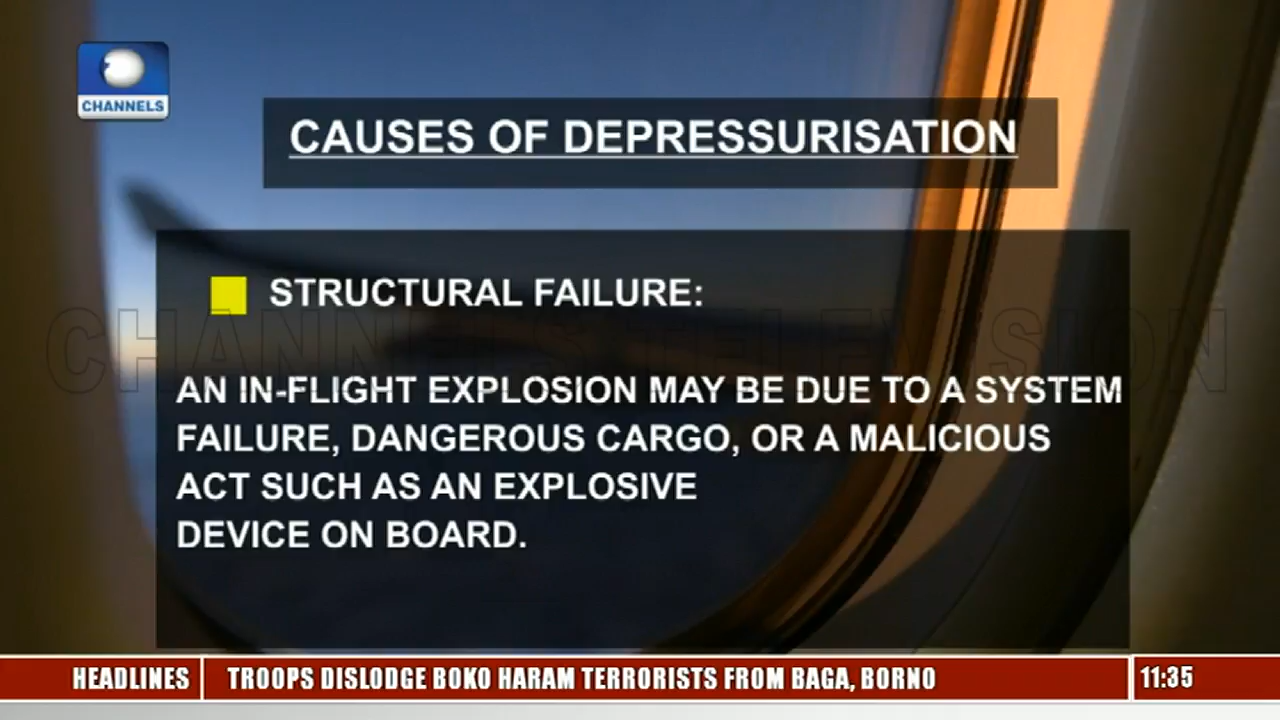 CHANNELS
CAUSES OF DEPRESSURISATION
STRUCTURAL FAILURE:
CHANNELS TELEVISION
AN IN-FLIGHT EXPLOSION MAY BE DUE TO A SYSTEM
FAILURE, DANGEROUS CARGO, OR A MALICIOUS
ACT SUCH AS AN EXPLOSIVE
DEVICE ON BOARD.
HEADLINES TROOPS DISLODGE BOKO HARAM TERRORISTS FROM BAGA, BORNO 11:35